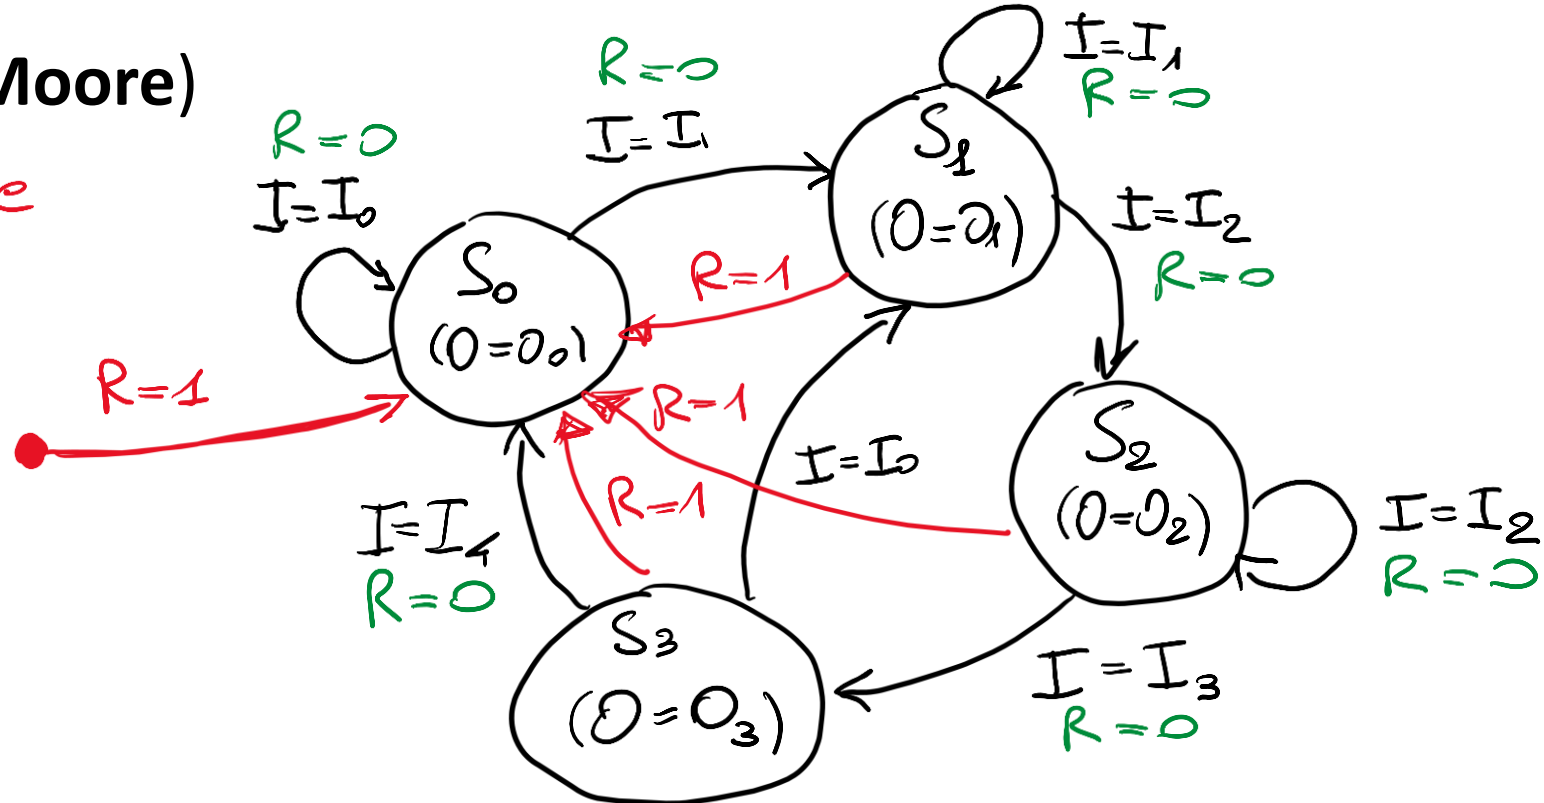 Moore)
e
R=0
I=I₀
R=0
I=I₁
I=I₁
R=0
S₀
(O=O₀)
S₁
(O=O₁)
I=I₂
R=0
R=1
R=1
R=1
I=I₀
S₂
(O=O₂)
I=I₂
R=0
I=I₄
R=0
R=1
S₃
(O=O₃)
I=I₃
R=0